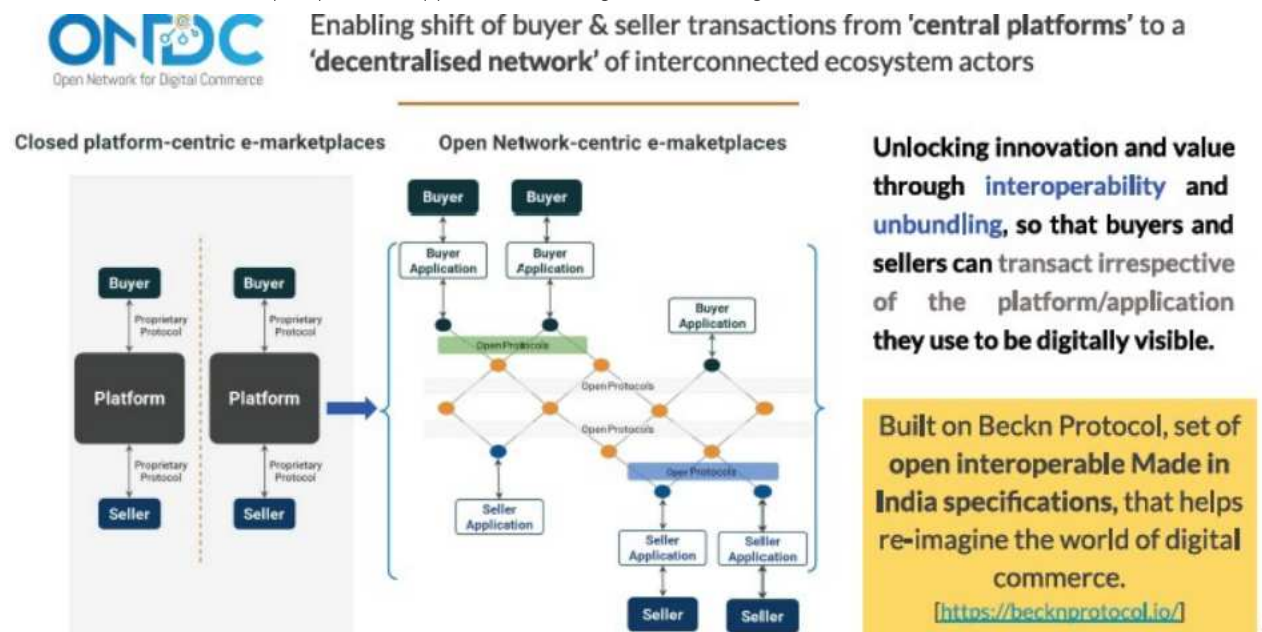 ONDC
Open Network for Digital Commerce
Enabling shift of buyer & seller transactions from 'central platforms' to a
'decentralised network' of interconnected ecosystem actors
Closed platform-centric e-marketplaces
Buyer
Buyer
Proprietary
Protocol
Proprietary
Protocol
Platform
Platform
Proprietary
Protocol
Proprietary
Protocol
Seller
Seller
Open Network-centric e-maketplaces
Buyer
Buyer
Buyer
Application
Buyer
Application
Buyer
Application
Open Protocols
Open Protocols
Open Protocols
Open Protocols
Seller
Application
Seller
Application
Seller
Application
Seller
Seller
Unlocking innovation and value
through interoperability and
unbundling, so that buyers and
sellers can transact irrespective
of the platform/application
they use to be digitally visible.
Built on Beckn Protocol, set of
open interoperable Made in
India specifications, that helps
re-imagine the world of digital
commerce.
[https://becknprotocol.io/]